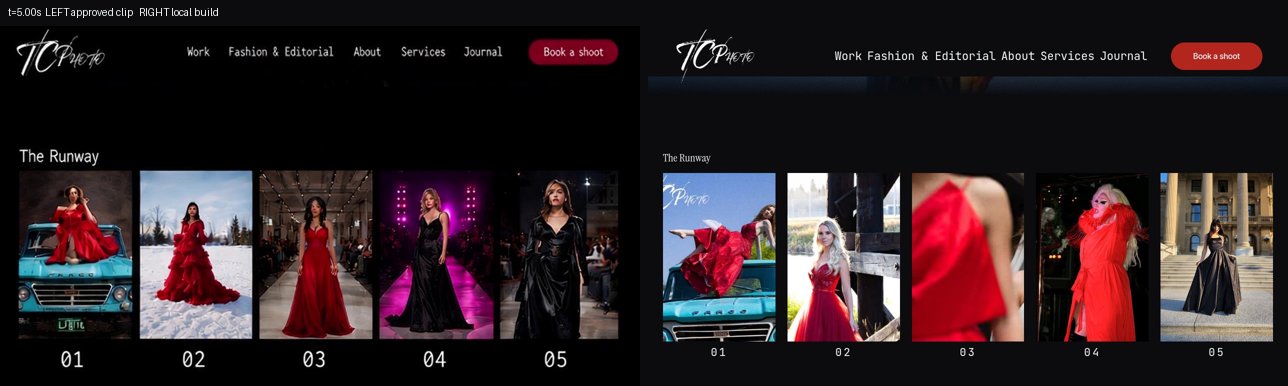 t=5.00s LEFT approved clip RIGHT local build
TCPHOTO
Work Fashion & Editorial About Services Journal Book a shoot
The Runway
01 02 03 04 05
TCPHOTO
Work Fashion & Editorial About Services Journal Book a shoot
The Runway
CPHOTO
01 02 03 04 05